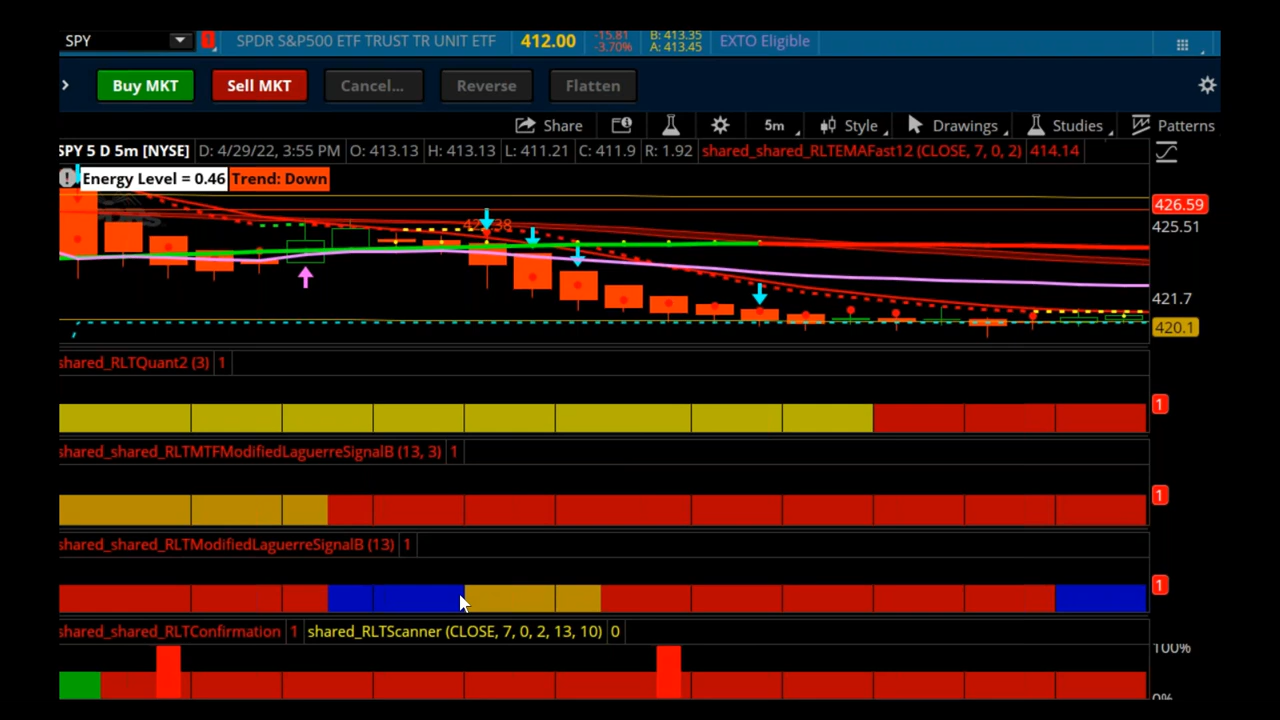 SPY 1 SPDR S&P500 ETF TRUST TR UNIT ETF 412.00 -15.81 -3.70% B: 413.35 A: 413.45 EXTO Eligible
Buy MKT Sell MKT Cancel... Reverse Flatten
Share 5m Style Drawings Studies Patterns
SPY 5 D 5m [NYSE] D: 4/29/22, 3:55 PM O: 413.13 H: 413.13 L: 411.21 C: 411.9 R: 1.92 shared_shared_RLTEMAFast12 (CLOSE, 7, 0, 2) 414.14
Energy Level = 0.46 Trend: Down
426.59
425.51
421.7
420.1
shared_RLTQuant2 (3) 1
1
shared_shared_RLTMTFModifiedLaguerreSignalB (13, 3) 1
1
shared_shared_RLTModifiedLaguerreSignalB (13) 1
1
shared_shared_RLTConfirmation 1 shared_RLTScanner (CLOSE, 7, 0, 2, 13, 10) 0
100%
0%